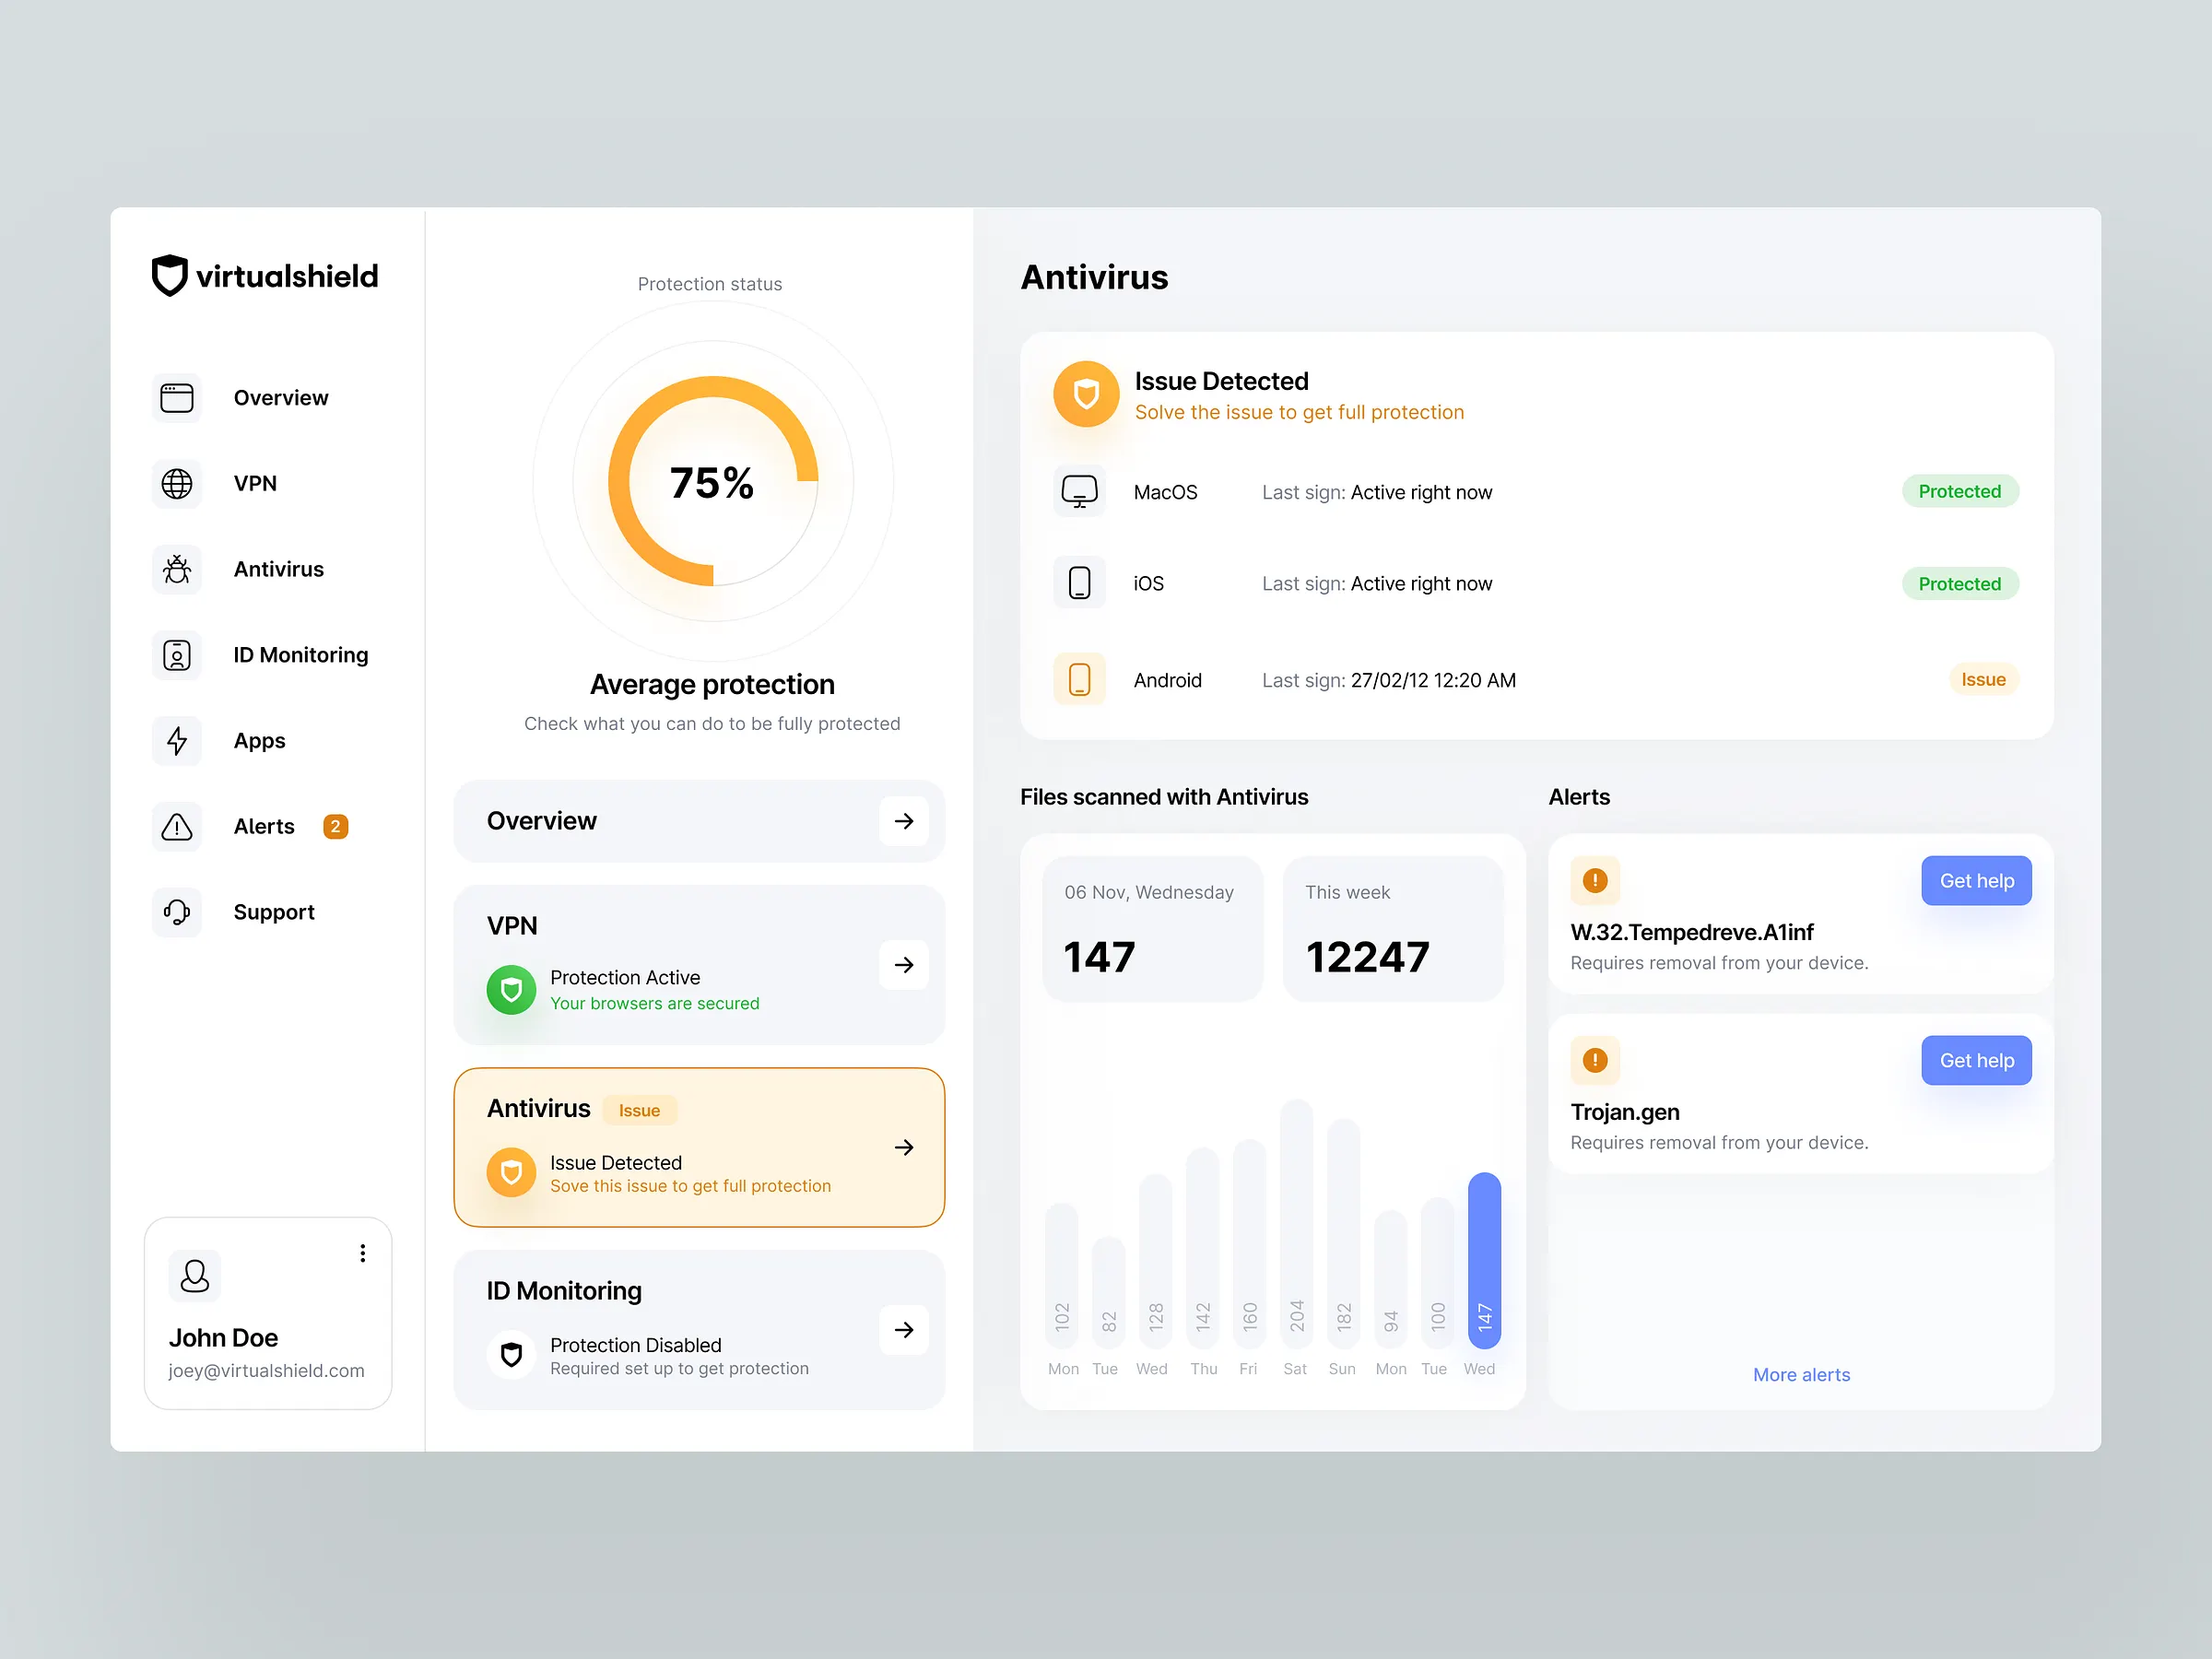 virtualshield
Overview
VPN
Antivirus
ID Monitoring
Apps
Alerts 2
Support
John Doe
joey@virtualshield.com
Protection status
75%
Average protection
Check what you can do to be fully protected
Overview
VPN
Protection Active
Your browsers are secured
Antivirus Issue
Issue Detected
Sove this issue to get full protection
ID Monitoring
Protection Disabled
Required set up to get protection
Antivirus
Issue Detected
Solve the issue to get full protection
MacOS Last sign: Active right now Protected
iOS Last sign: Active right now Protected
Android Last sign: 27/02/12 12:20 AM Issue
Files scanned with Antivirus
06 Nov, Wednesday
147
This week
12247
102 82 128 142 160 204 182 94 100 147
Mon Tue Wed Thu Fri Sat Sun Mon Tue Wed
Alerts
Get help
W.32.Tempedreve.A1inf
Requires removal from your device.
Get help
Trojan.gen
Requires removal from your device.
More alerts